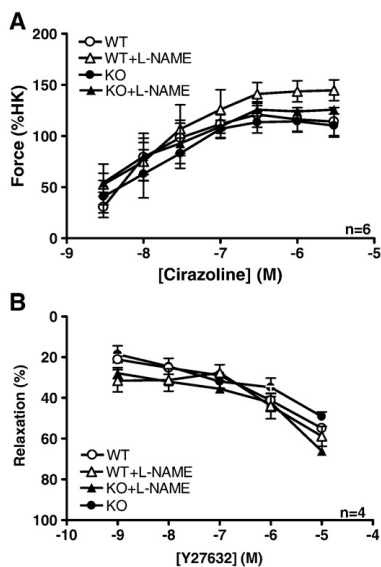 A
200
150
100
50
0
Force (%HK)
WT
WT+L-NAME
KO
KO+L-NAME
n=6
-9 -8 -7 -6 -5
[Cirazoline] (M)
B
0
20
40
60
80
100
Relaxation (%)
WT
WT+L-NAME
KO+L-NAME
KO
n=4
-10 -9 -8 -7 -6 -5 -4
[Y27632] (M)